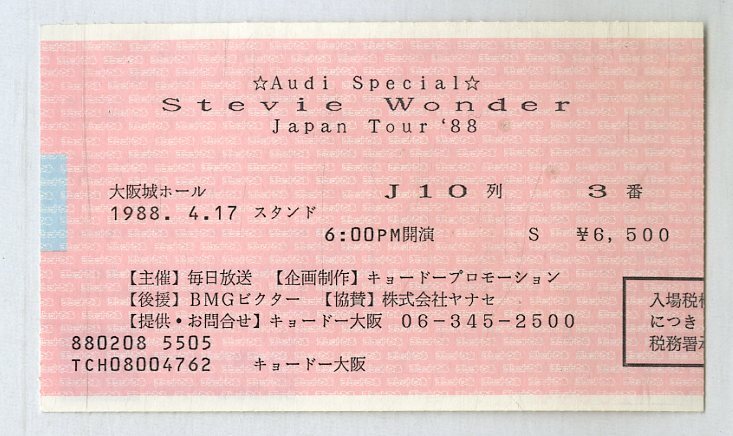 ☆Audi Special☆
Stevie Wonder
Japan Tour '88
大阪城ホール J10列 3番
1988. 4.17 スタンド
6:00PM開演 S ¥6,500
【主催】毎日放送 【企画制作】キョードープロモーション
【後援】BMGビクター 【協賛】株式会社ヤナセ
【提供・お問合せ】キョードー大阪 06-345-2500
880208 5505
TCH08004762 キョードー大阪
入場税
につき
税務署